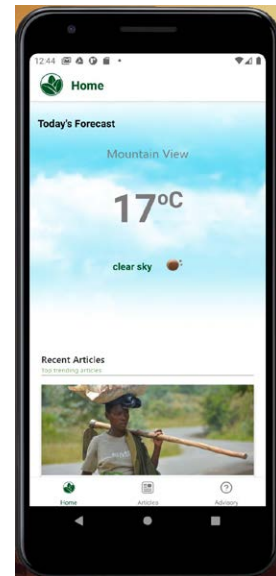 12:44
Home
Today's Forecast
Mountain View
17°C
clear sky
Recent Articles
Top trending articles
Home
Articles
Advisory